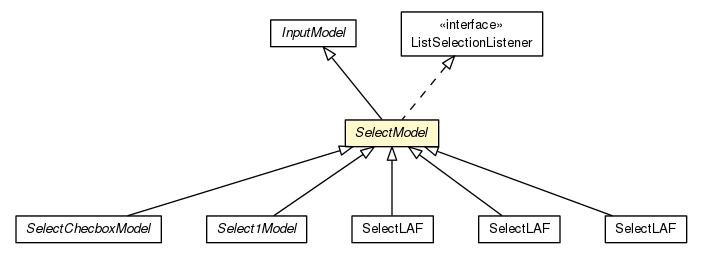 InputModel
«interface»
ListSelectionListener
SelectModel
SelectChecboxModel
Select1Model
SelectLAF
SelectLAF
SelectLAF